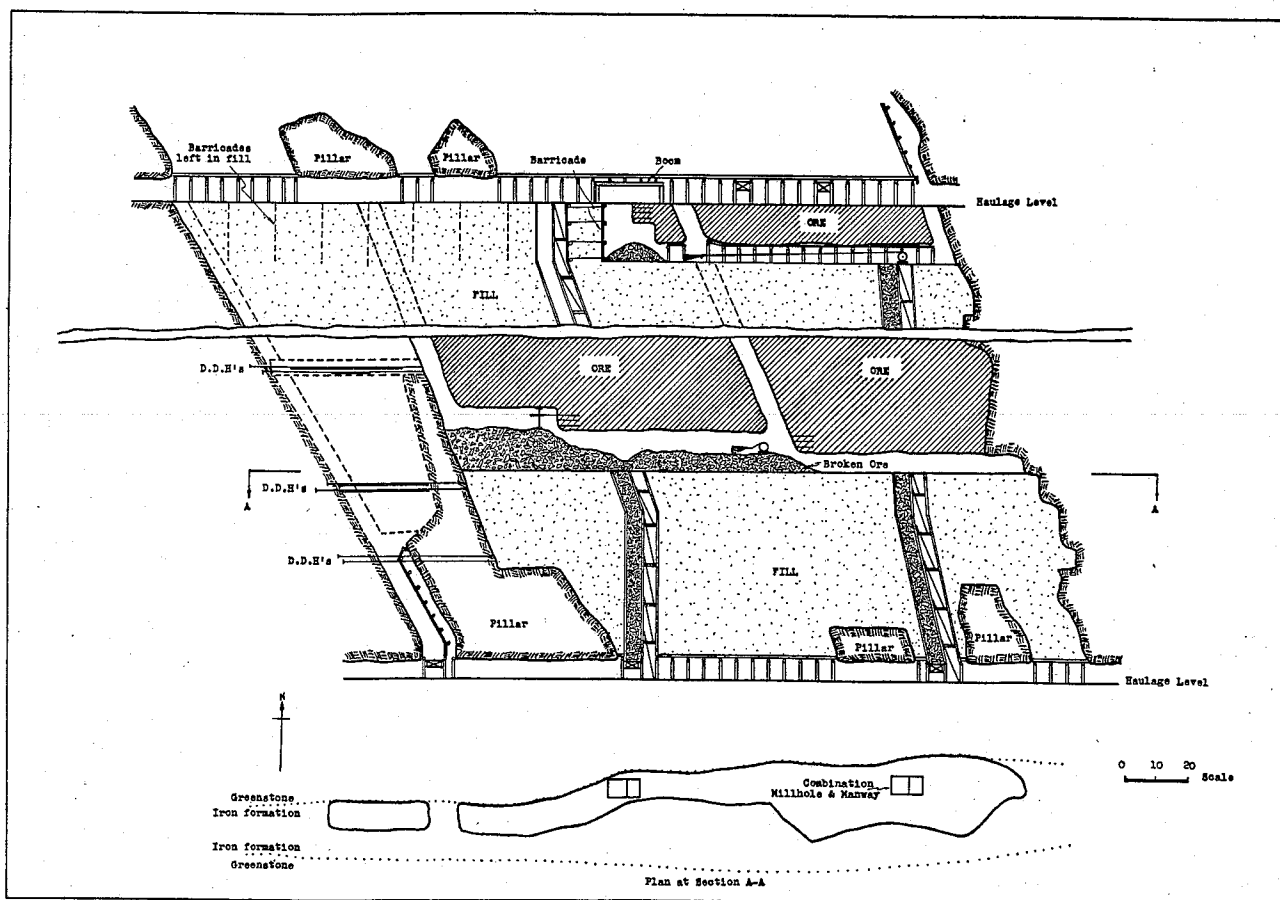 Barricades
left in fill
Pillar
Pillar
Barricade
Boom
Haulage Level
ORE
FILL
D.D.H's
ORE
ORE
Broken Ore
A
D.D.H's
A
D.D.H's
FILL
Pillar
Pillar
Pillar
Haulage Level
N
0 10 20
Scale
Combination
Millhole & Manway
Greenstone
Iron formation
Iron formation
Greenstone
Plan at Section A-A